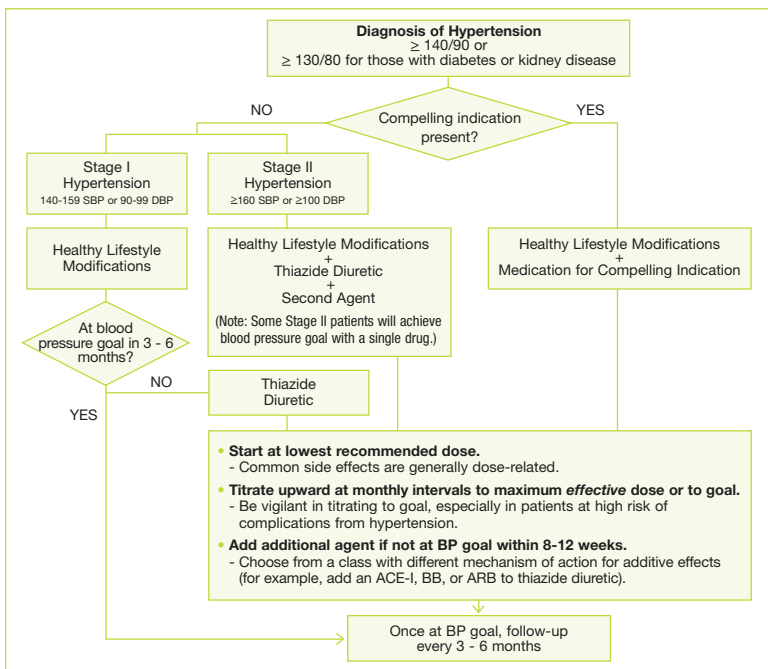 Diagnosis of Hypertension
≥ 140/90 or
≥ 130/80 for those with diabetes or kidney disease
Compelling indication
present?
NO
YES
Stage I
Hypertension
140-159 SBP or 90-99 DBP
Stage II
Hypertension
≥160 SBP or ≥100 DBP
Healthy Lifestyle
Modifications
Healthy Lifestyle Modifications
+
Thiazide Diuretic
+
Second Agent
(Note: Some Stage II patients will achieve
blood pressure goal with a single drug.)
Healthy Lifestyle Modifications
+
Medication for Compelling Indication
At blood
pressure goal in 3 - 6
months?
NO
YES
Thiazide
Diuretic
• Start at lowest recommended dose.
- Common side effects are generally dose-related.
• Titrate upward at monthly intervals to maximum effective dose or to goal.
- Be vigilant in titrating to goal, especially in patients at high risk of
complications from hypertension.
• Add additional agent if not at BP goal within 8-12 weeks.
- Choose from a class with different mechanism of action for additive effects
(for example, add an ACE-I, BB, or ARB to thiazide diuretic).
Once at BP goal, follow-up
every 3 - 6 months